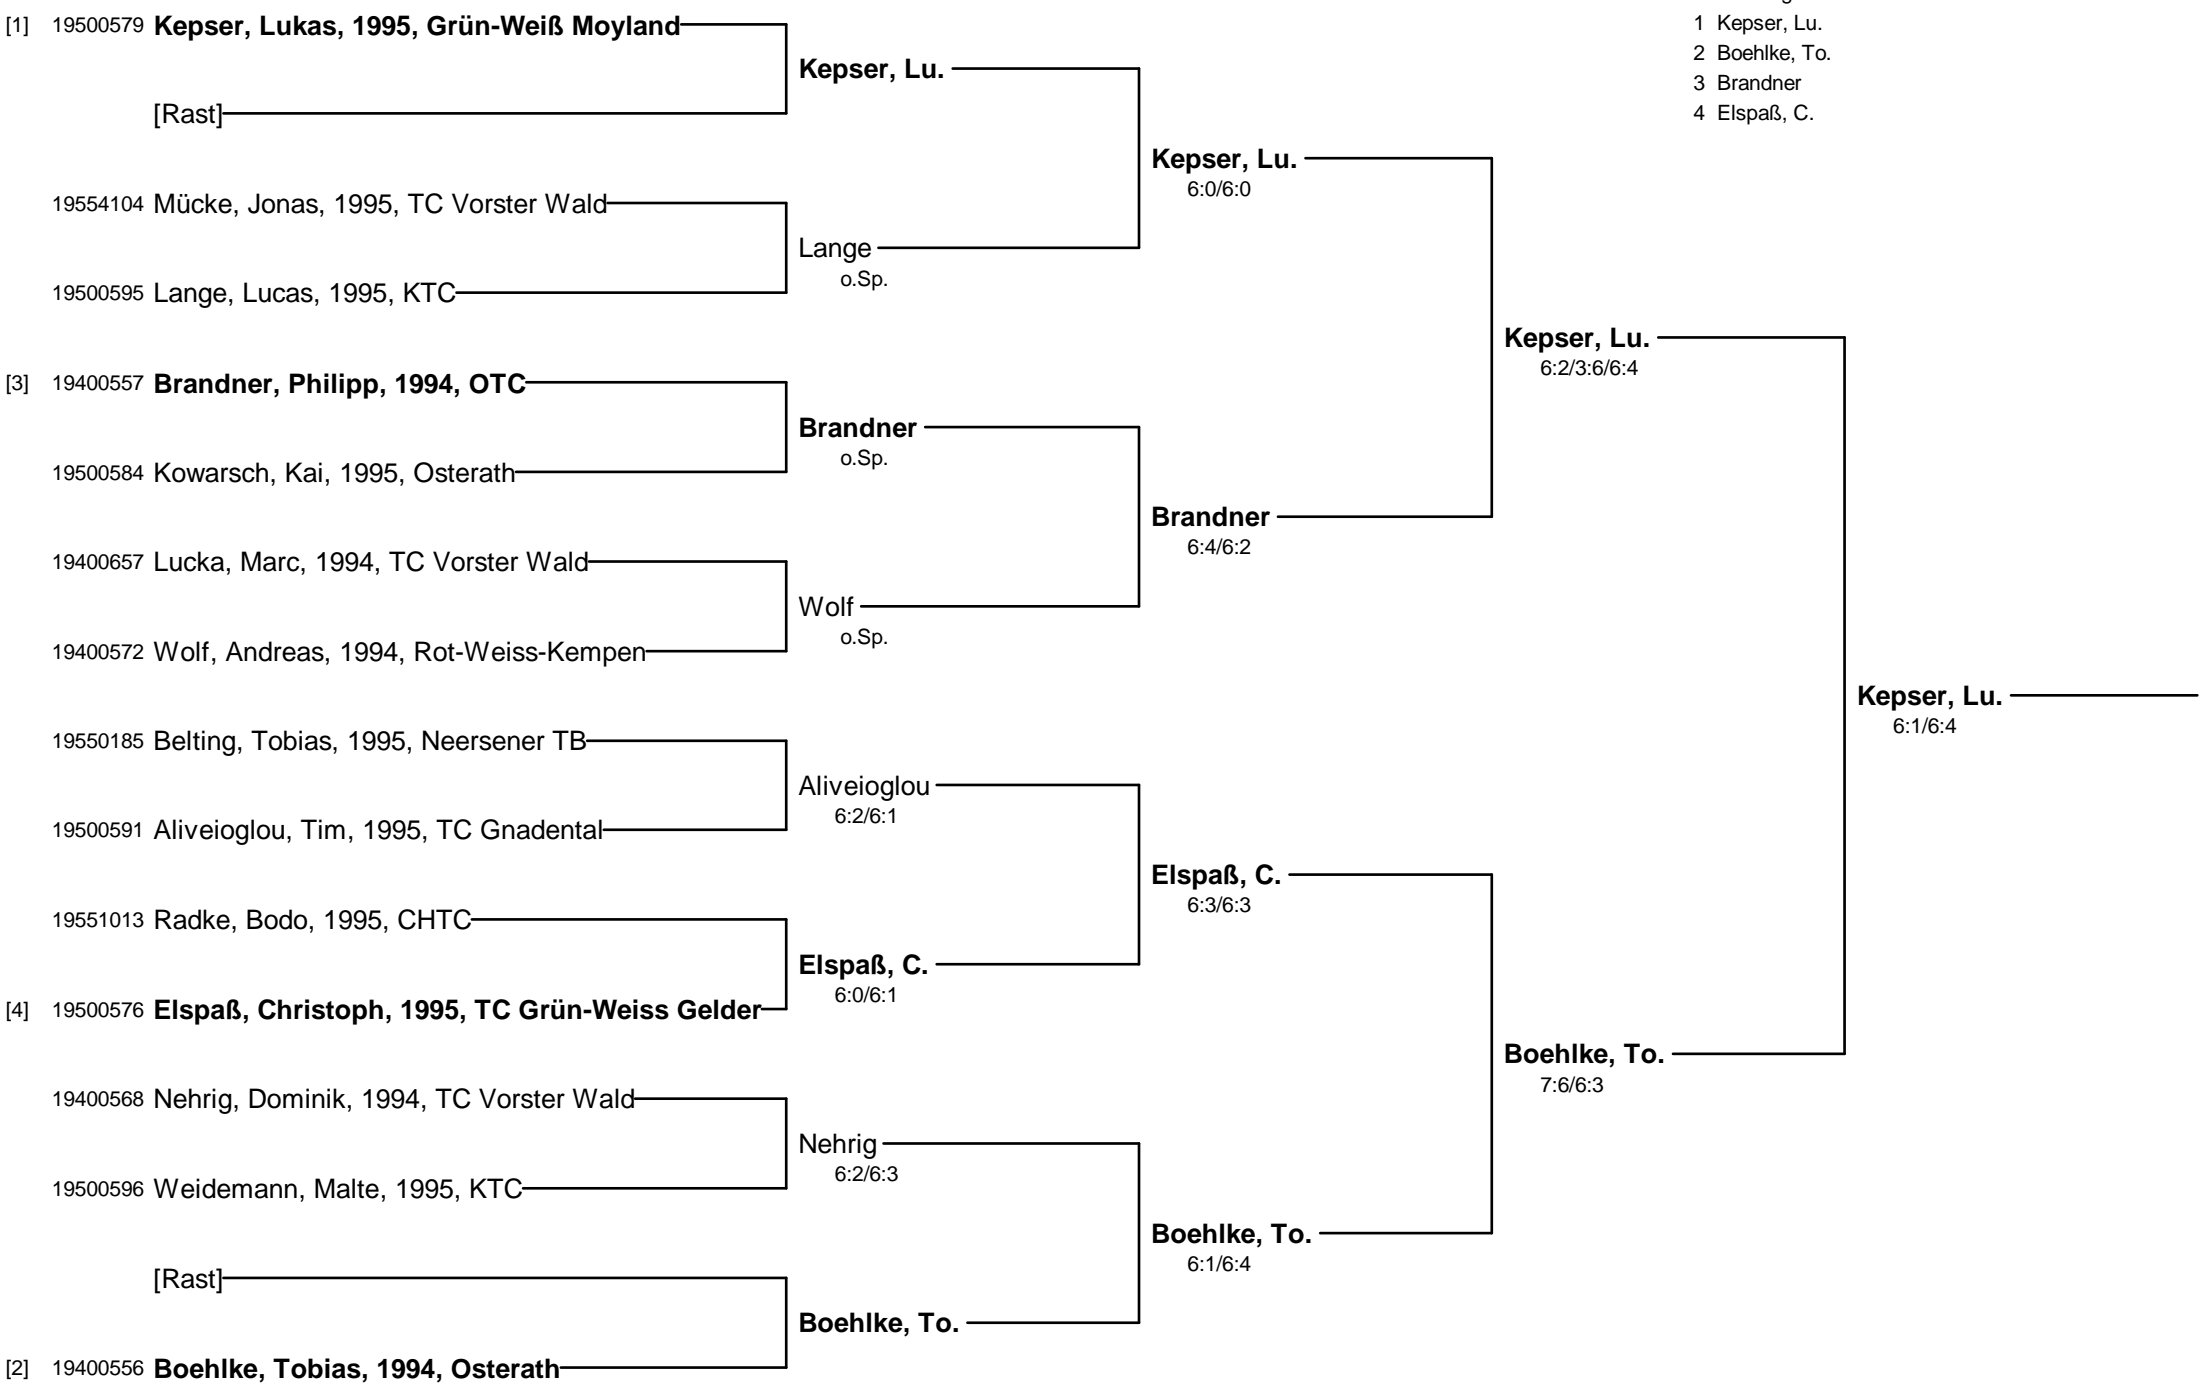 [1] 19500579 Kepser, Lukas, 1995, Grün-Weiß Moyland
[Rast]
19554104 Mücke, Jonas, 1995, TC Vorster Wald
19500595 Lange, Lucas, 1995, KTC
[3] 19400557 Brandner, Philipp, 1994, OTC
19500584 Kowarsch, Kai, 1995, Osterath
19400657 Lucka, Marc, 1994, TC Vorster Wald
19400572 Wolf, Andreas, 1994, Rot-Weiss-Kempen
19550185 Belting, Tobias, 1995, Neersener TB
19500591 Aliveioglou, Tim, 1995, TC Gnadental
19551013 Radke, Bodo, 1995, CHTC
[4] 19500576 Elspaß, Christoph, 1995, TC Grün-Weiss Gelder
19400568 Nehrig, Dominik, 1994, TC Vorster Wald
19500596 Weidemann, Malte, 1995, KTC
[Rast]
[2] 19400556 Boehlke, Tobias, 1994, Osterath
Kepser, Lu.
Lange
o.Sp.
Brandner
o.Sp.
Wolf
o.Sp.
Aliveioglou
6:2/6:1
Elspaß, C.
6:0/6:1
Nehrig
6:2/6:3
Boehlke, To.
Kepser, Lu.
6:0/6:0
Brandner
6:4/6:2
Elspaß, C.
6:3/6:3
Boehlke, To.
6:1/6:4
Kepser, Lu.
6:2/3:6/6:4
Boehlke, To.
7:6/6:3
Kepser, Lu.
6:1/6:4
1 Kepser, Lu.
2 Boehlke, To.
3 Brandner
4 Elspaß, C.